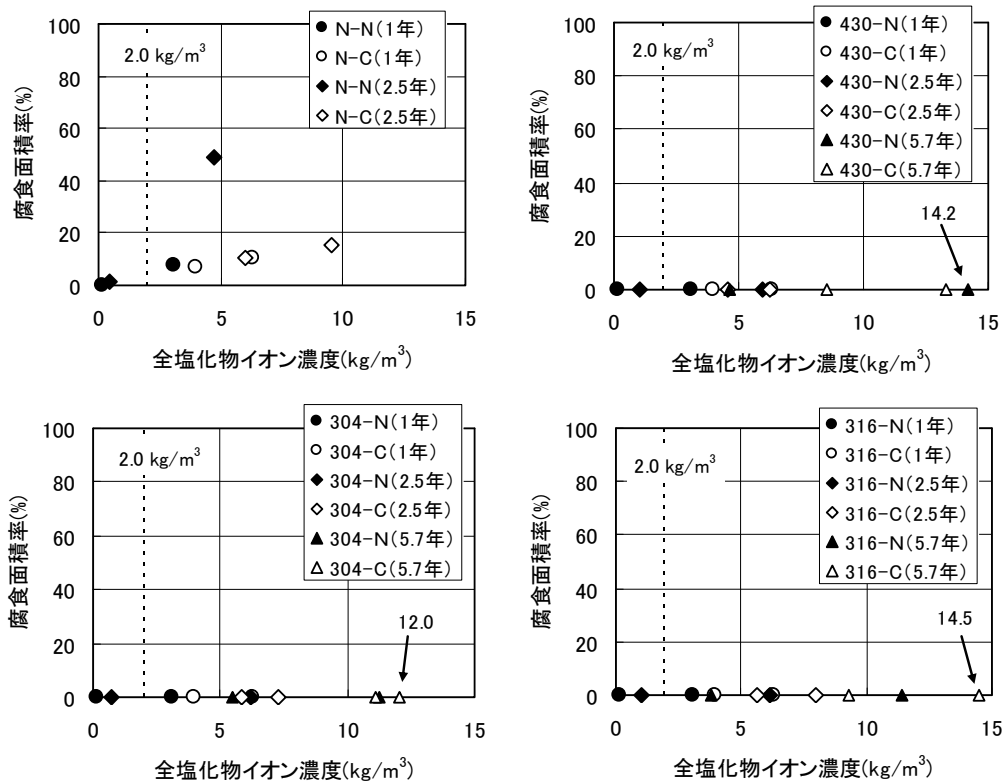 N-N(1年)
N-C(1年)
N-N(2.5年)
N-C(2.5年)
2.0 kg/m³
100
80
60
40
20
0
0 5 10 15
腐食面積率(%)
全塩化物イオン濃度(kg/m³)
430-N(1年)
430-C(1年)
430-N(2.5年)
430-C(2.5年)
430-N(5.7年)
430-C(5.7年)
2.0 kg/m³
14.2
100
80
60
40
20
0
0 5 10 15
腐食面積率(%)
全塩化物イオン濃度(kg/m³)
304-N(1年)
304-C(1年)
304-N(2.5年)
304-C(2.5年)
304-N(5.7年)
304-C(5.7年)
2.0 kg/m³
12.0
100
80
60
40
20
0
0 5 10 15
腐食面積率(%)
全塩化物イオン濃度(kg/m³)
316-N(1年)
316-C(1年)
316-N(2.5年)
316-C(2.5年)
316-N(5.7年)
316-C(5.7年)
2.0 kg/m³
14.5
100
80
60
40
20
0
0 5 10 15
腐食面積率(%)
全塩化物イオン濃度(kg/m³)